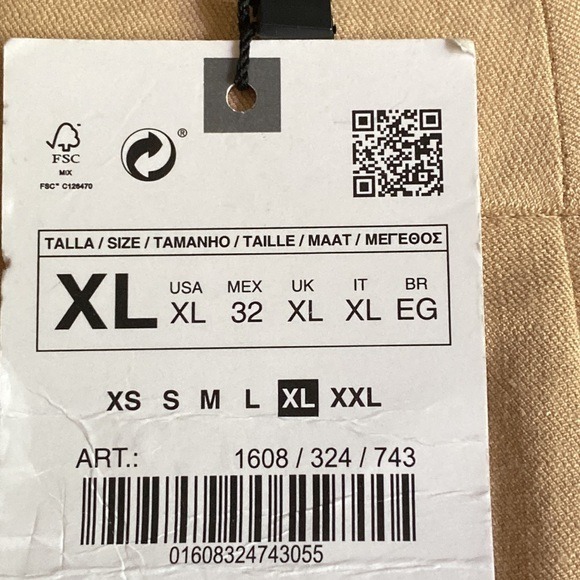 FSC
MIX
FSC™ C126470
®
TALLA / SIZE / TAMANHO / TAILLE / MAAT / ΜΕΓΕΘΟΣ
XL
USA MEX UK IT BR
XL 32 XL XL EG
XS S M L XL XXL
ART.: 1608 / 324 / 743
01608324743055